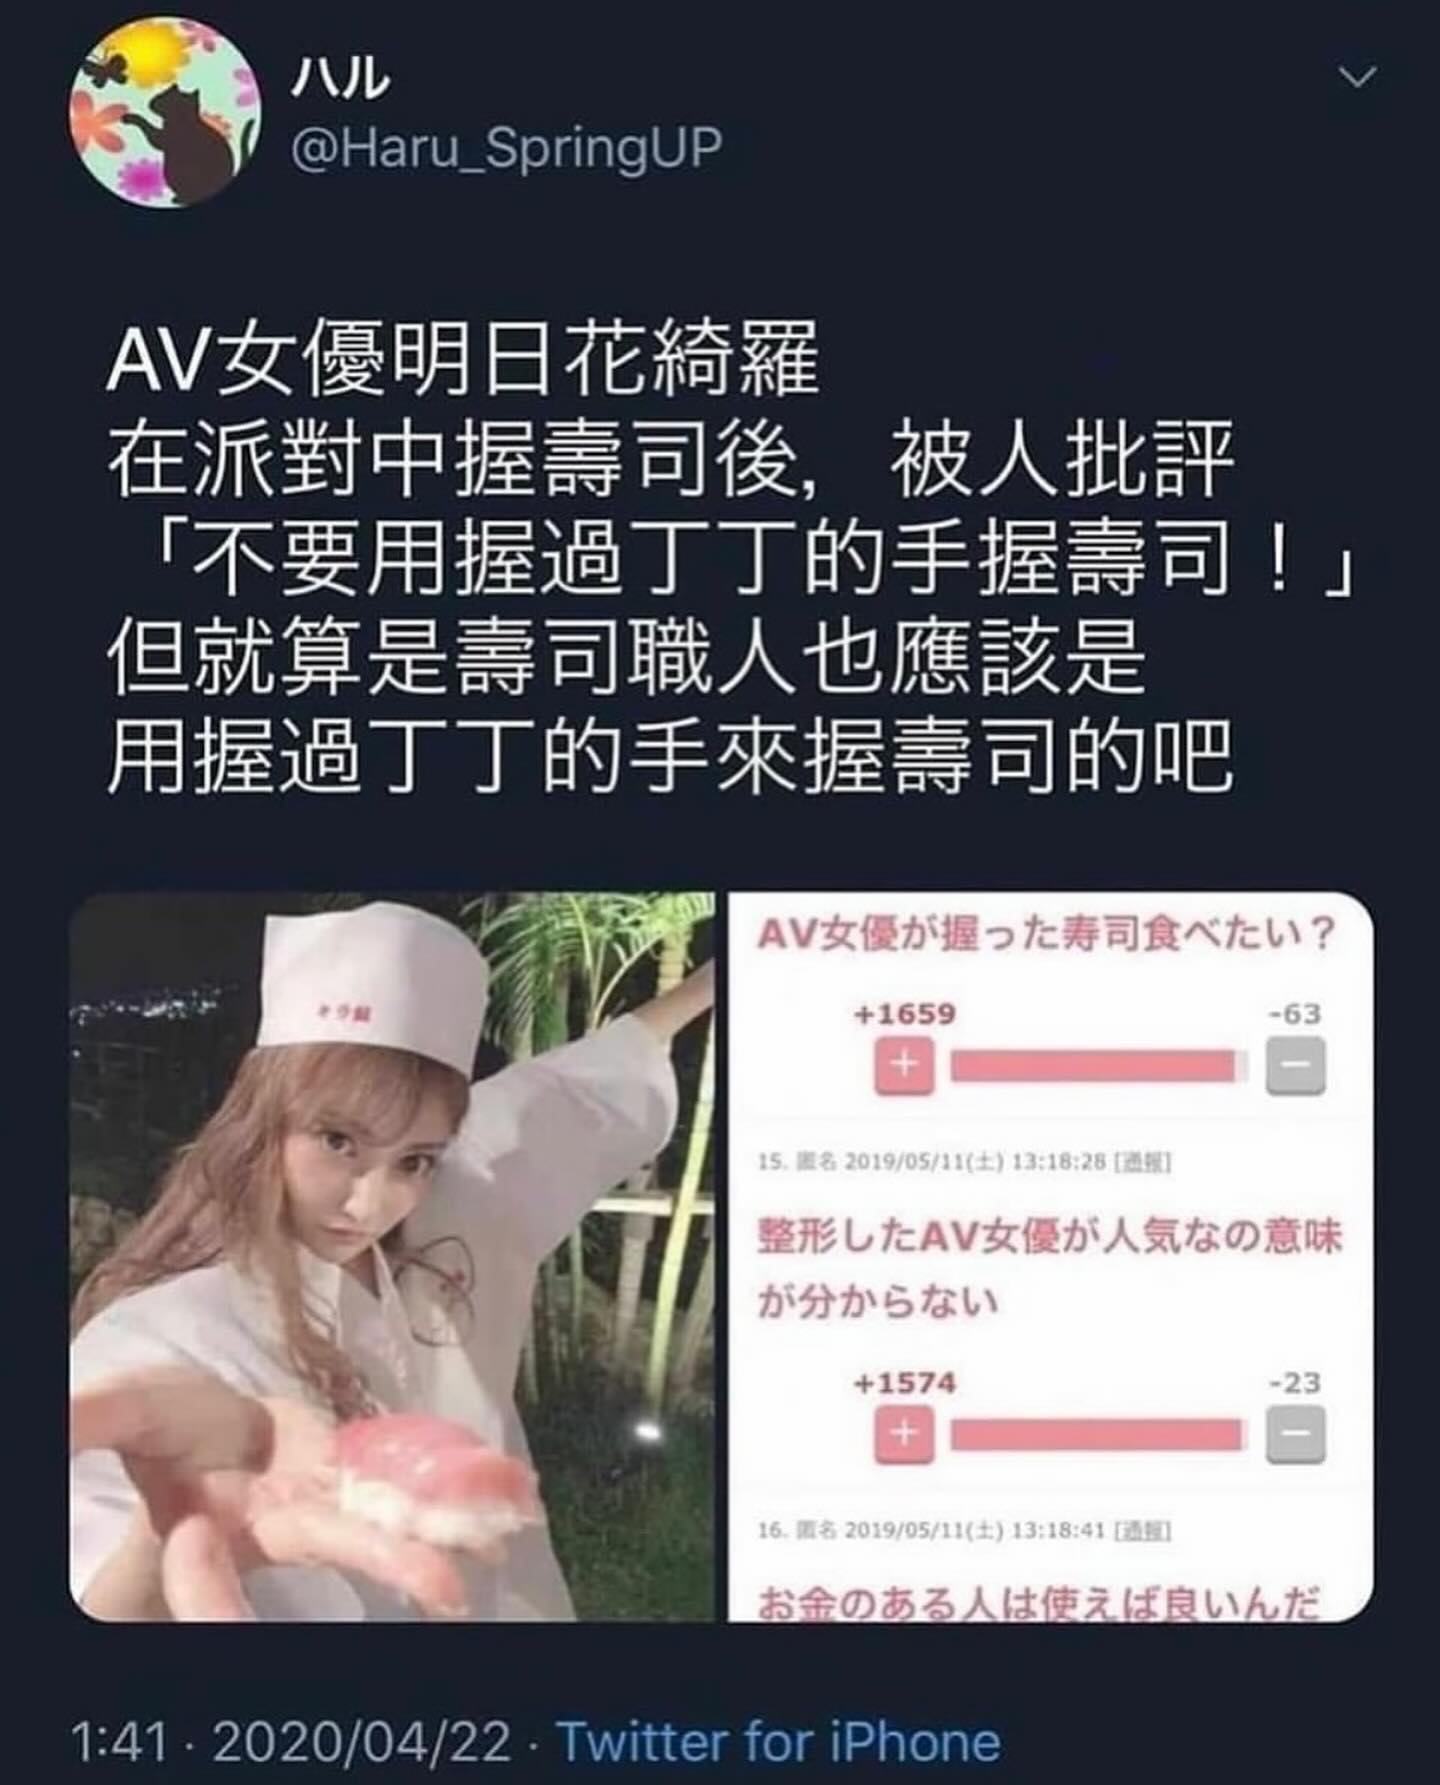 ハル
@Haru_SpringUP
AV女優明日花綺羅
在派對中握壽司後，被人批評
「不要用握過丁丁的手握壽司！」
但就算是壽司職人也應該是
用握過丁丁的手來握壽司的吧
キラ鮨
AV女優が握った寿司食べたい？
+1659
-63
+
−
15. 匿名 2019/05/11(土) 13:18:28 [通報]
整形したAV女優が人気なの意味
が分からない
+1574
-23
+
−
16. 匿名 2019/05/11(土) 13:18:41 [通報]
お金のある人は使えば良いんだ
1:41 · 2020/04/22 · Twitter for iPhone